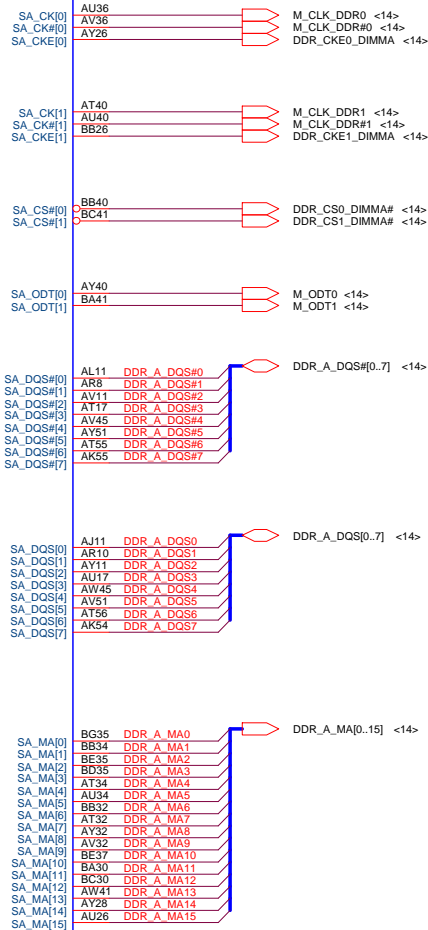 SA_CK[0] AU36 M_CLK_DDR0 <14>
SA_CK#[0] AV36 M_CLK_DDR#0 <14>
SA_CKE[0] AY26 DDR_CKE0_DIMMA <14>
SA_CK[1] AT40 M_CLK_DDR1 <14>
SA_CK#[1] AU40 M_CLK_DDR#1 <14>
SA_CKE[1] BB26 DDR_CKE1_DIMMA <14>
SA_CS#[0] BB40 DDR_CS0_DIMMA# <14>
SA_CS#[1] BC41 DDR_CS1_DIMMA# <14>
SA_ODT[0] AY40 M_ODT0 <14>
SA_ODT[1] BA41 M_ODT1 <14>
DDR_A_DQS#[0..7] <14>
SA_DQS#[0] AL11 DDR_A_DQS#0
SA_DQS#[1] AR8 DDR_A_DQS#1
SA_DQS#[2] AV11 DDR_A_DQS#2
SA_DQS#[3] AT17 DDR_A_DQS#3
SA_DQS#[4] AV45 DDR_A_DQS#4
SA_DQS#[5] AY51 DDR_A_DQS#5
SA_DQS#[6] AT55 DDR_A_DQS#6
SA_DQS#[7] AK55 DDR_A_DQS#7
DDR_A_DQS[0..7] <14>
SA_DQS[0] AJ11 DDR_A_DQS0
SA_DQS[1] AR10 DDR_A_DQS1
SA_DQS[2] AY11 DDR_A_DQS2
SA_DQS[3] AU17 DDR_A_DQS3
SA_DQS[4] AW45 DDR_A_DQS4
SA_DQS[5] AV51 DDR_A_DQS5
SA_DQS[6] AT56 DDR_A_DQS6
SA_DQS[7] AK54 DDR_A_DQS7
DDR_A_MA[0..15] <14>
SA_MA[0] BG35 DDR_A_MA0
SA_MA[1] BB34 DDR_A_MA1
SA_MA[2] BE35 DDR_A_MA2
SA_MA[3] BD35 DDR_A_MA3
SA_MA[4] AT34 DDR_A_MA4
SA_MA[5] AU34 DDR_A_MA5
SA_MA[6] BB32 DDR_A_MA6
SA_MA[7] AT32 DDR_A_MA7
SA_MA[8] AY32 DDR_A_MA8
SA_MA[9] AV32 DDR_A_MA9
SA_MA[10] BE37 DDR_A_MA10
SA_MA[11] BA30 DDR_A_MA11
SA_MA[12] BC30 DDR_A_MA12
SA_MA[13] AW41 DDR_A_MA13
SA_MA[14] AY28 DDR_A_MA14
SA_MA[15] AU26 DDR_A_MA15